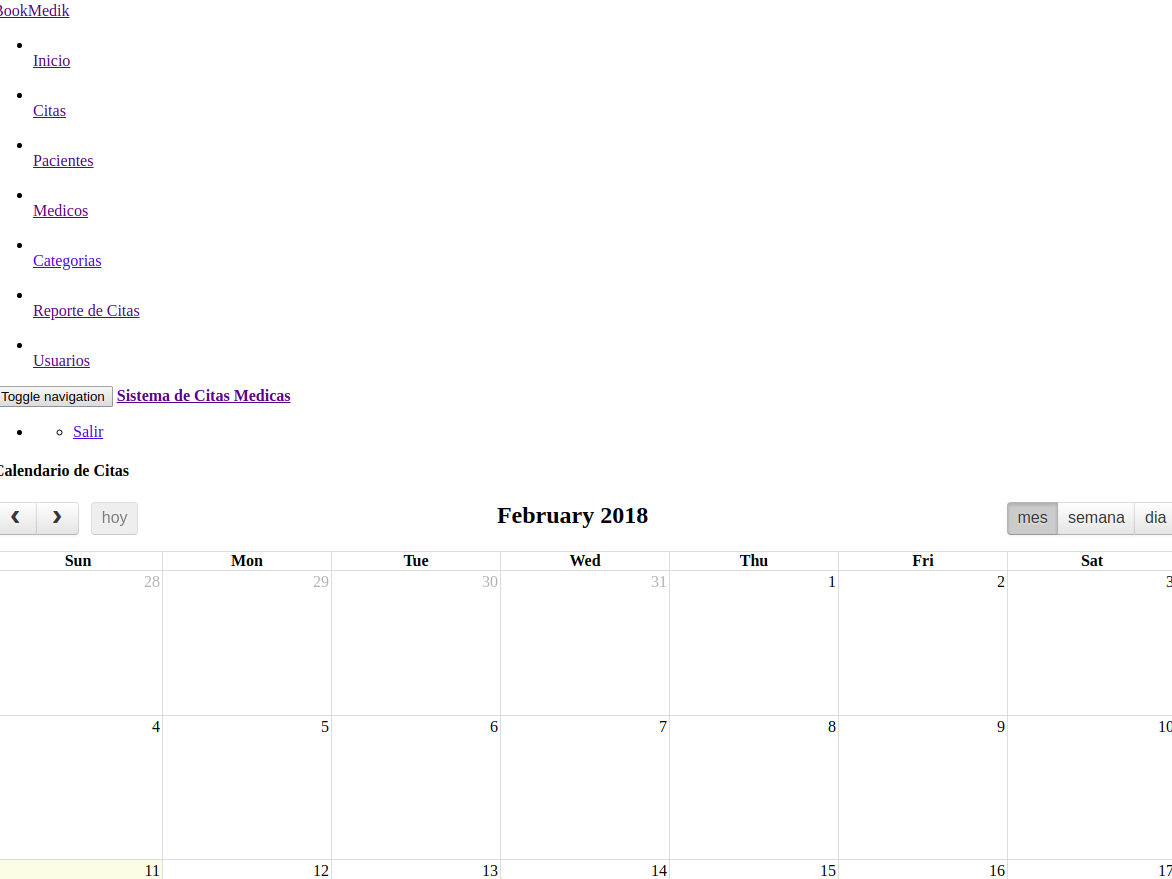 BookMedik
Inicio
Citas
Pacientes
Medicos
Categorias
Reporte de Citas
Usuarios
Toggle navigation Sistema de Citas Medicas
Salir
Calendario de Citas
hoy February 2018 mes semana dia
Sun Mon Tue Wed Thu Fri Sat
28 29 30 31 1 2 3
4 5 6 7 8 9 10
11 12 13 14 15 16 17